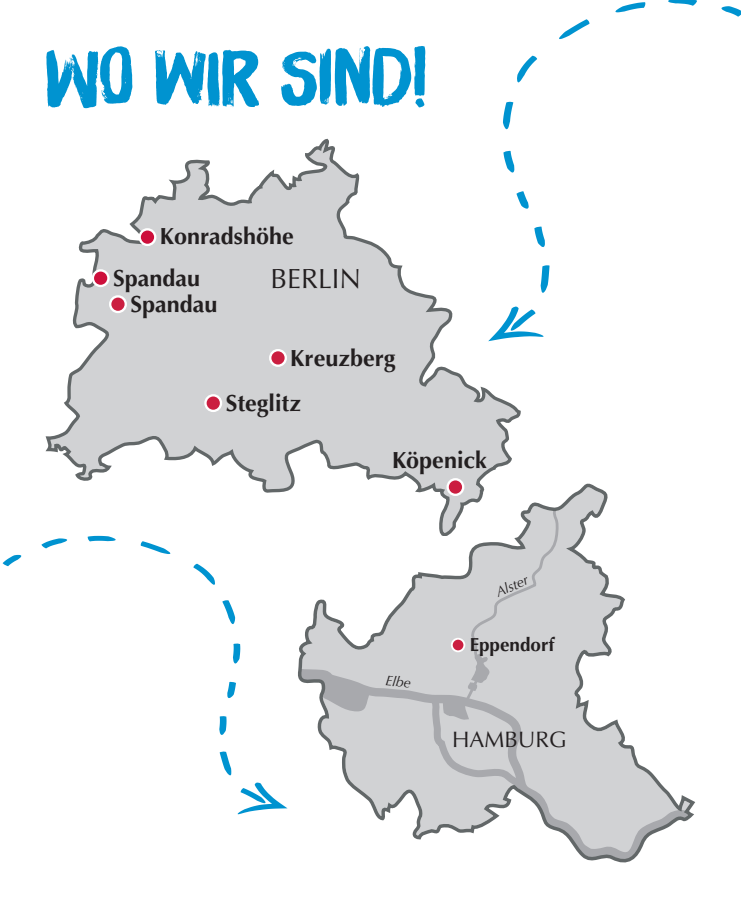 WO WIR SIND!
Konradshöhe
Spandau
BERLIN
Spandau
Kreuzberg
Steglitz
Köpenick
Alster
Eppendorf
Elbe
HAMBURG